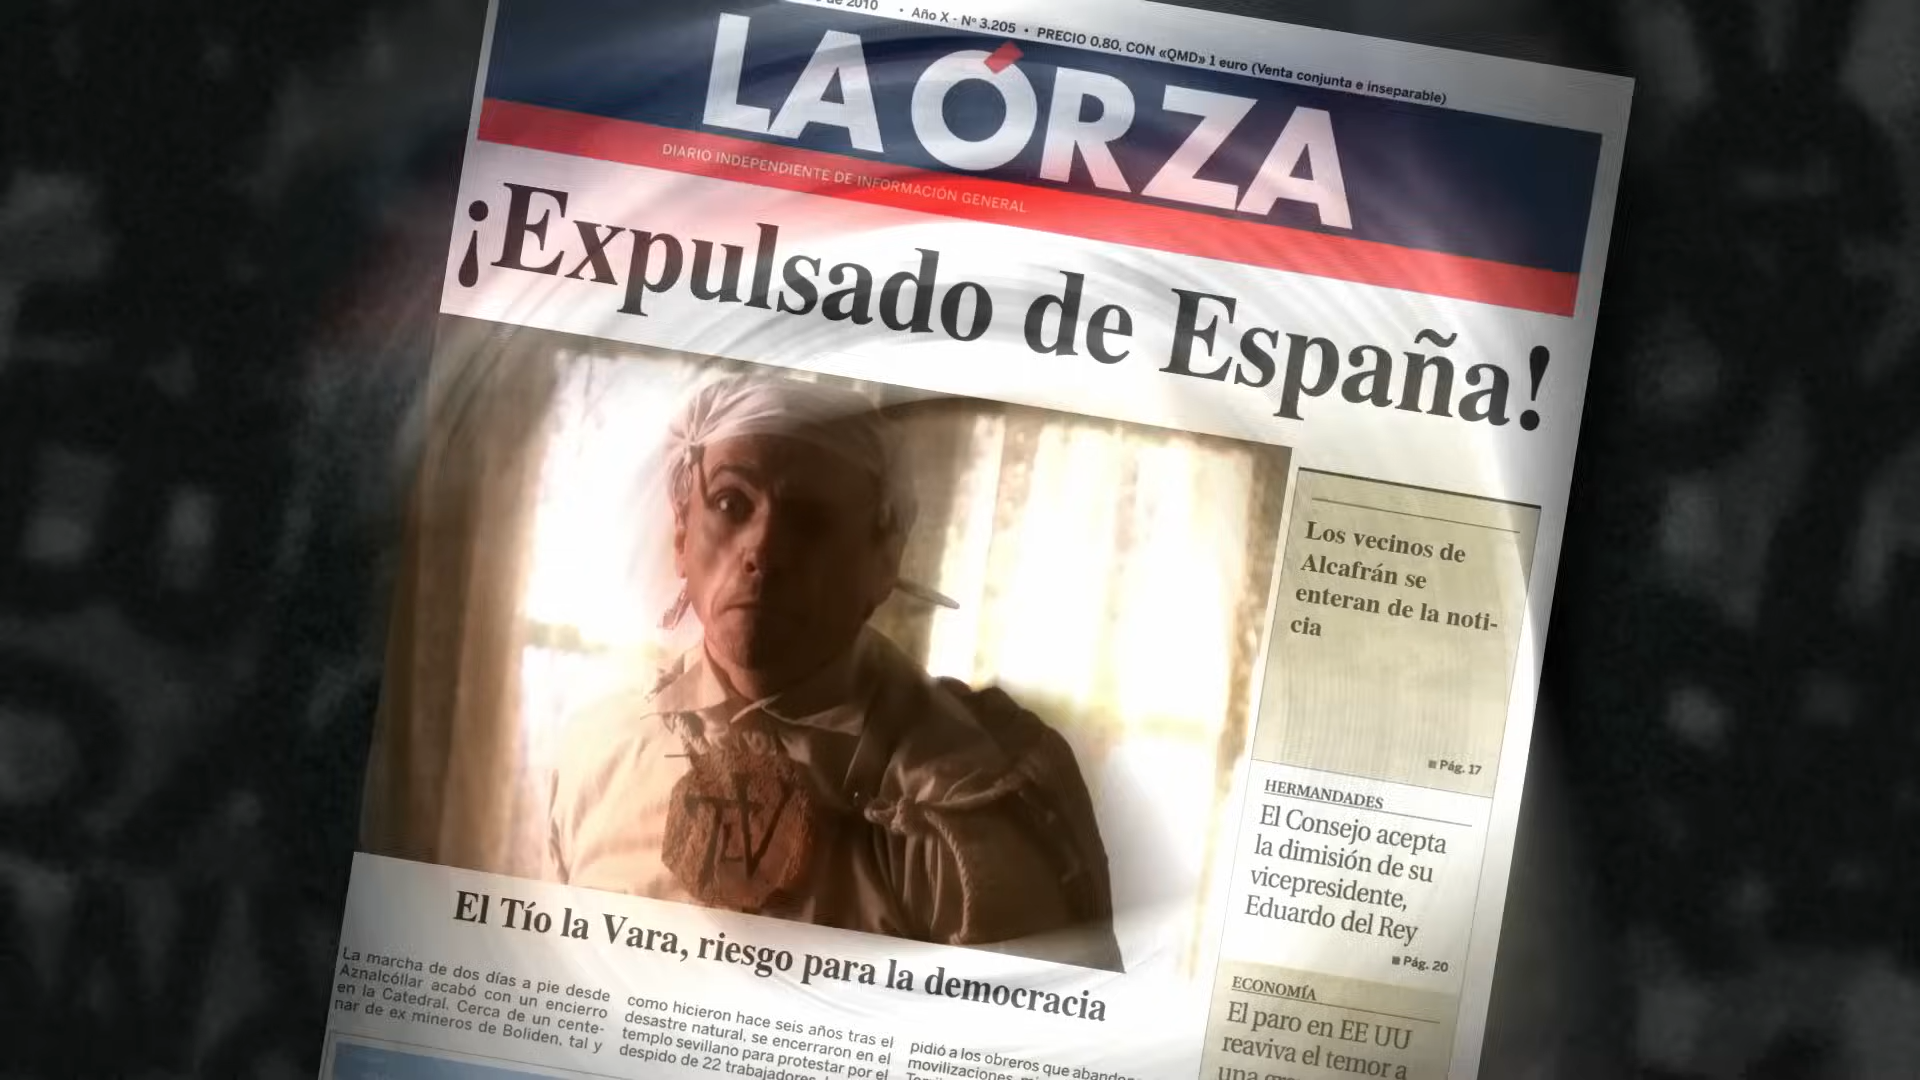 de 2010 • Año X - Nº 3.205 • PRECIO 0.80, CON «QMD» 1 euro (Venta conjunta e inseparable)
LA ÓRZA
DIARIO INDEPENDIENTE DE INFORMACIÓN GENERAL
¡Expulsado de España!
TLV
Los vecinos de
Alcafrán se
enteran de la noti-
cia
Pág. 17
HERMANDADES
El Consejo acepta
la dimisión de su
vicepresidente,
Eduardo del Rey
Pág. 20
ECONOMÍA
El paro en EE UU
reaviva el temor a
una
El Tío la Vara, riesgo para la democracia
La marcha de dos días a pie desde
Aznalcóllar acabó con un encierro
en la Catedral. Cerca de un cente-
nar de ex mineros de Boliden, tal y
como hicieron hace seis años tras el
desastre natural, se encerraron en el
templo sevillano para protestar por el
despido de 22 trabajadores
pidió a los obreros que
movilizaciones